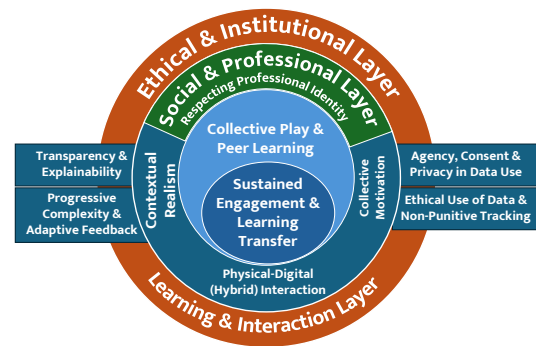 Ethical & Institutional Layer
Social & Professional Layer
Respecting Professional Identity
Collective Play &
Peer Learning
Transparency &
Explainability
Progressive
Complexity &
Adaptive Feedback
Contextual
Realism
Sustained
Engagement &
Learning
Transfer
Collective
Motivation
Agency, Consent &
Privacy in Data Use
Ethical Use of Data &
Non-Punitive Tracking
Physical-Digital
(Hybrid) Interaction
Learning & Interaction Layer